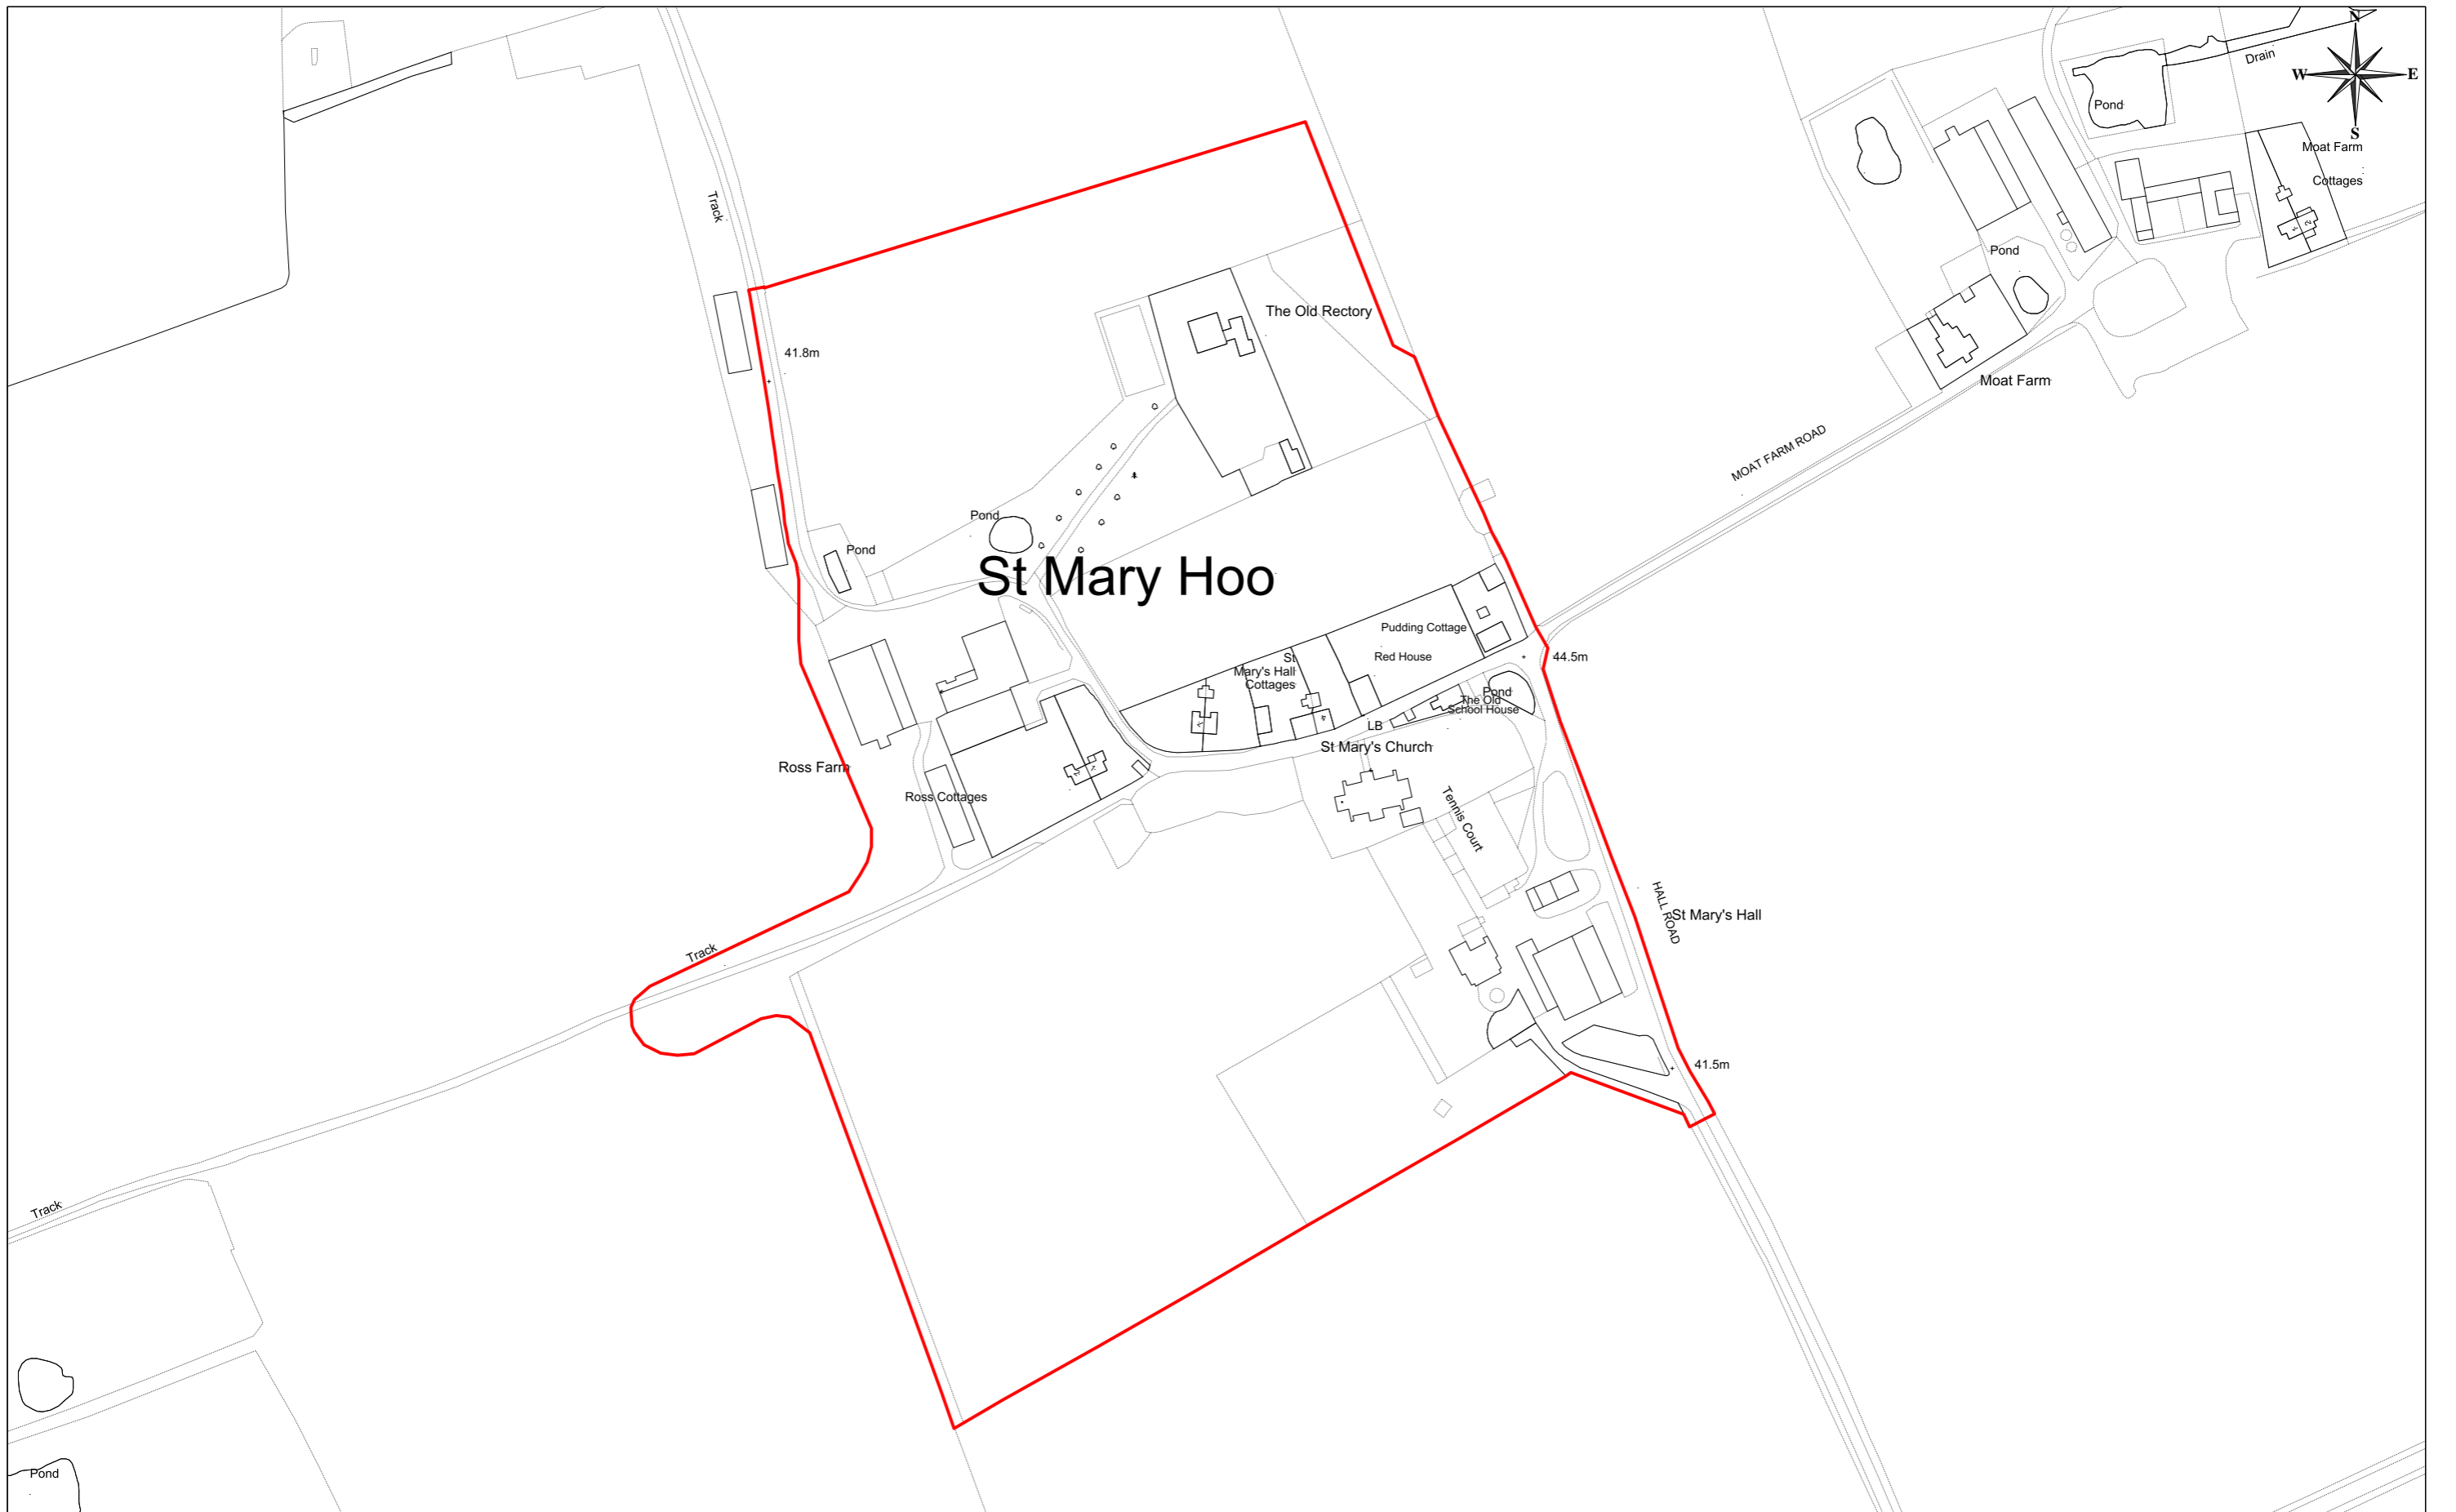 N
W
E
S
Drain
Pond
Moat Farm
Cottages
Track
Pond
The Old Rectory
41.8m
Moat Farm
MOAT FARM ROAD
Pond
Pond
St Mary Hoo
Pudding Cottage
Red House
St
Mary's Hall
Cottages
44.5m
Pond
The Old
School House
LB
St Mary's Church
Ross Farm
Ross Cottages
Tennis Court
HALL ROAD
St Mary's Hall
Track
41.5m
Track
Pond